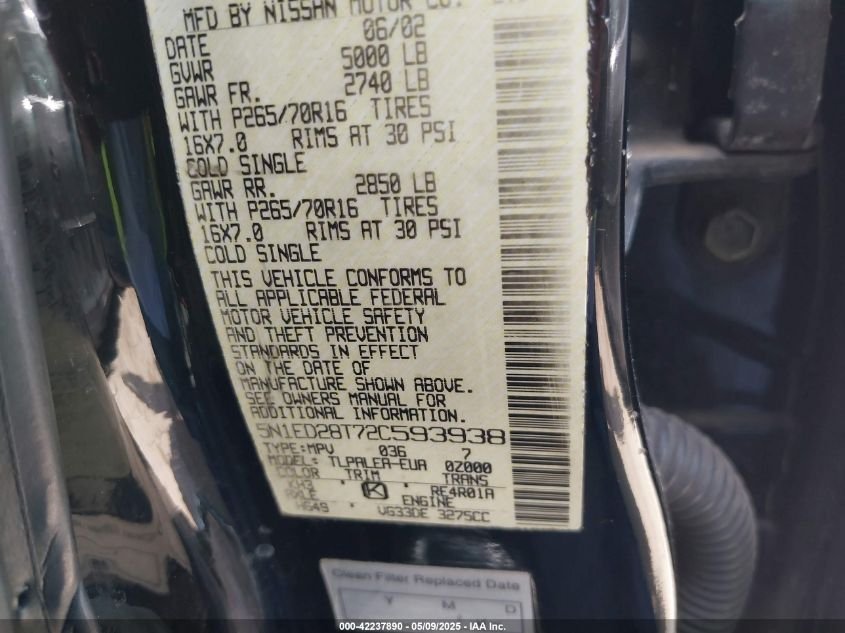 MFD BY NISSAN MOTOR CO.
DATE 06/02
GVWR 5000 LB
GAWR FR. 2740 LB
WITH P265/70R16 TIRES
16X7.0 RIMS AT 30 PSI
COLD SINGLE
GAWR RR. 2850 LB
WITH P265/70R16 TIRES
16X7.0 RIMS AT 30 PSI
COLD SINGLE
THIS VEHICLE CONFORMS TO
ALL APPLICABLE FEDERAL
MOTOR VEHICLE SAFETY
AND THEFT PREVENTION
STANDARDS IN EFFECT
ON THE DATE OF
MANUFACTURE SHOWN ABOVE.
SEE OWNERS MANUAL FOR
ADDITIONAL INFORMATION.
5N1ED28T72C593938
TYPE:MPV 036 7
MODEL: TLPALEA-EUA 0Z000
COLOR TRIM TRANS
KH3 K RE4R01A
AXLE ENGINE
HG49 VG33DE 3275CC
Clean Filter Replaced Date
Y M D
000-42237890 — 05/09/2025 - IAA Inc.